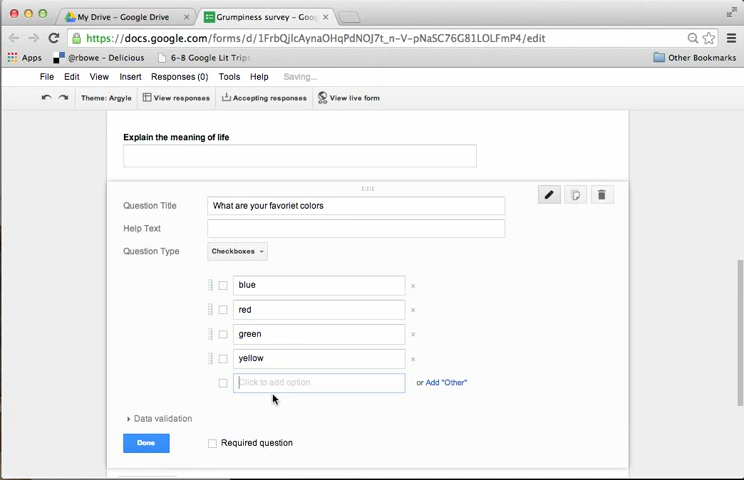 My Drive - Google Drive
Grumpiness survey - Goo
https://docs.google.com/forms/d/1FrbQjlcAynaOHqPdNOJ7t_n-V-pNaSC76G81LOLFmP4/edit
Apps
@rbowe - Delicious
6-8 Google Lit Trips
Other Bookmarks
File Edit View Insert Responses (0) Tools Help Saving...
Theme: Argyle View responses Accepting responses View live form
Explain the meaning of life
Question Title What are your favoriet colors
Help Text
Question Type Checkboxes
blue
red
green
yellow
Click to add option or Add "Other"
Data validation
Done Required question